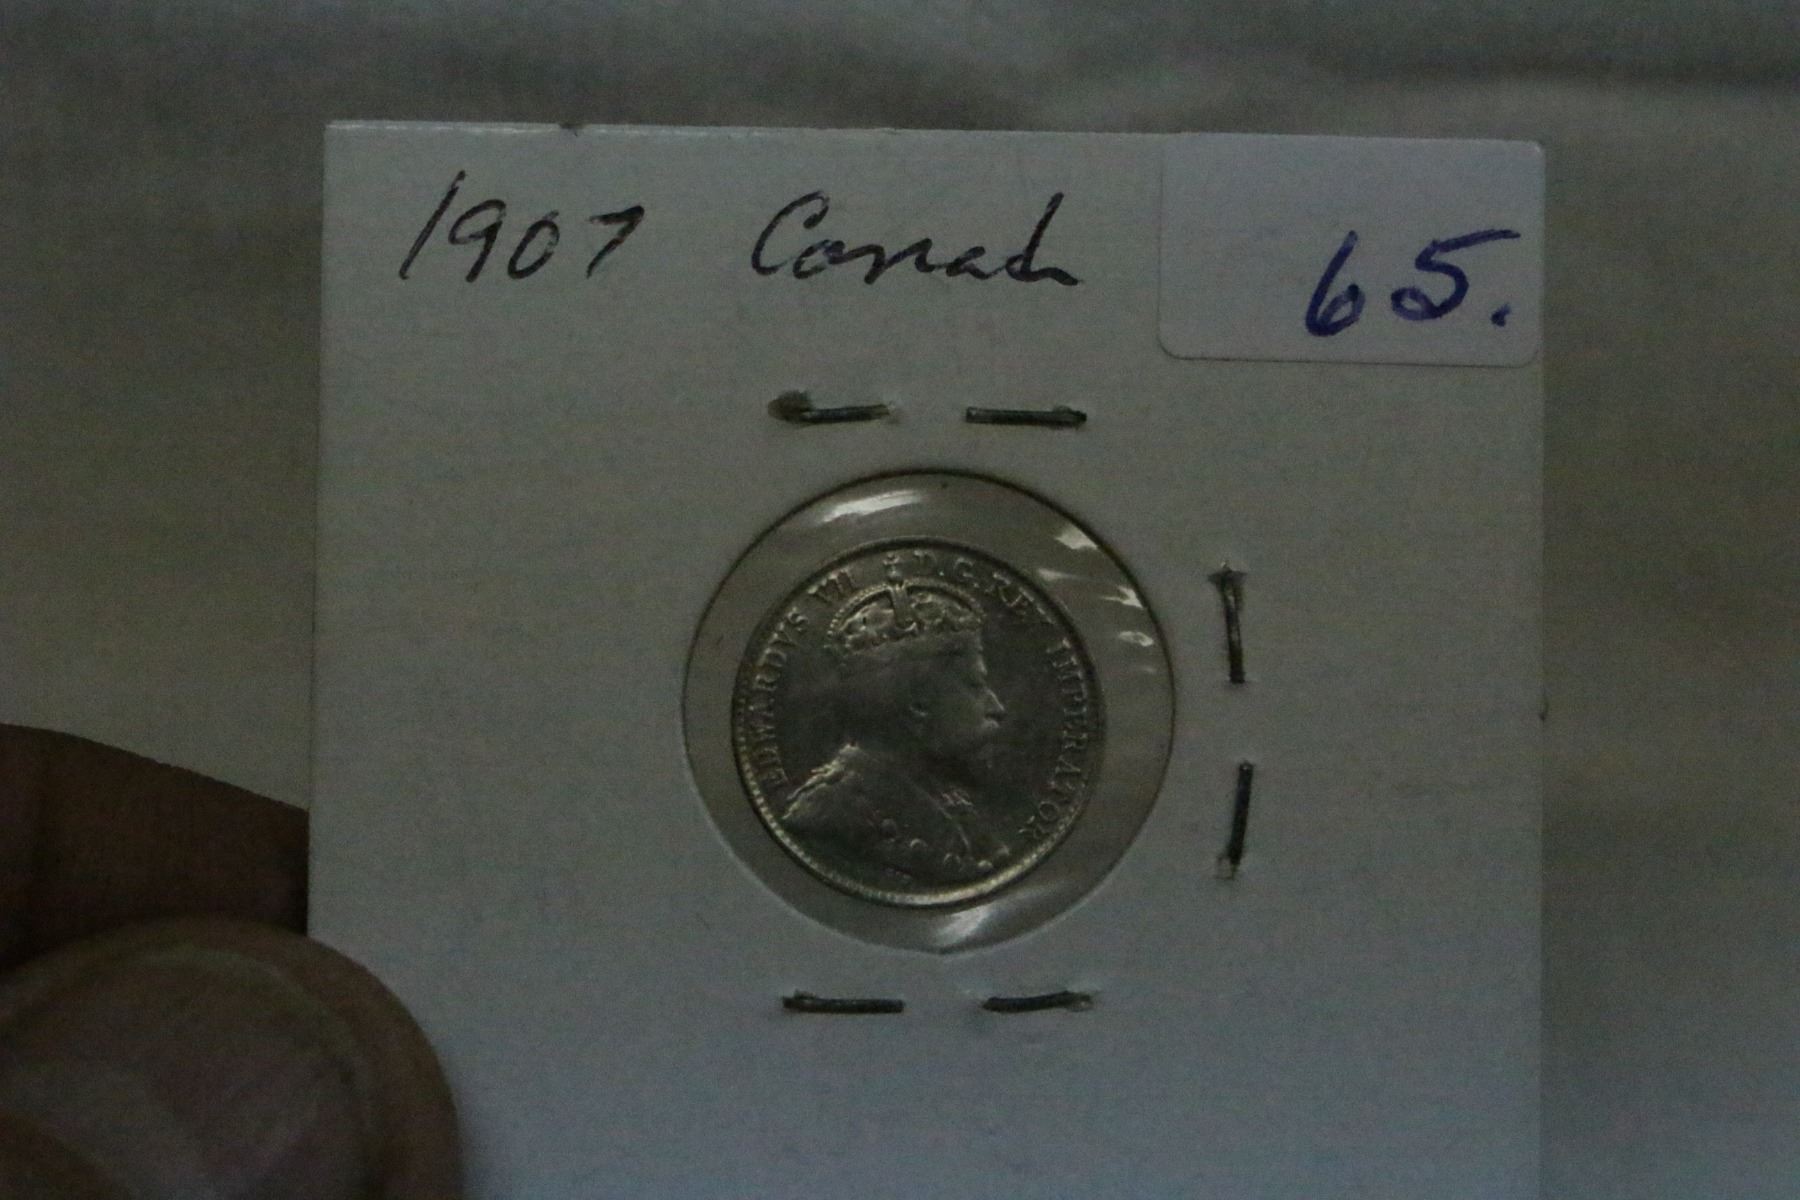 1907 Canada
65.
EDWARDVS VII D.G.REX IMPERATOR